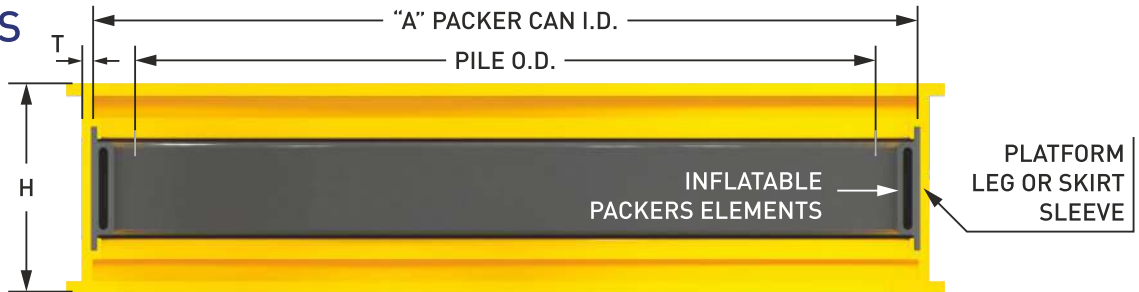 S
"A" PACKER CAN I.D.
T
PILE O.D.
H
INFLATABLE
PACKERS ELEMENTS
PLATFORM
LEG OR SKIRT
SLEEVE